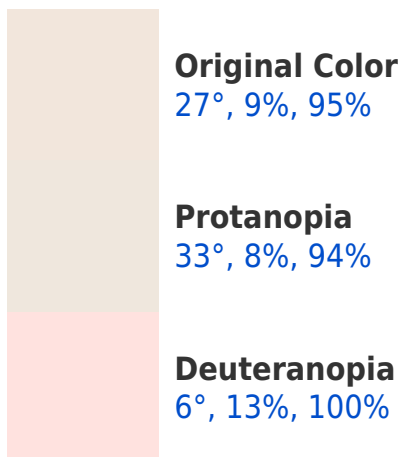 Original Color
27°, 9%, 95%
Protanopia
33°, 8%, 94%
Deuteranopia
6°, 13%, 100%